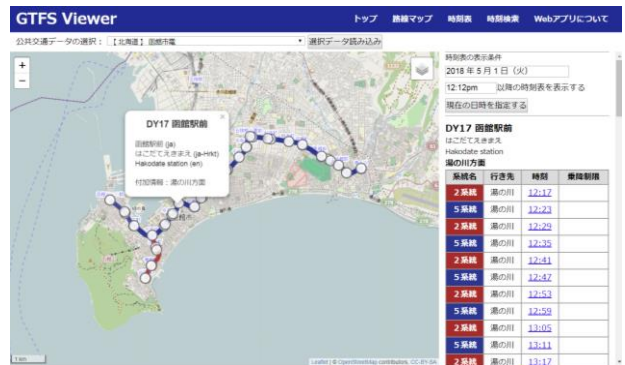 GTFS Viewer
トップ 路線マップ 時刻表 時刻検索 Webアプリについて
公共交通データの選択： 【北海道】 函館市電 選択データ読み込み
+
−
DY17 函館駅前
×
函館駅前 (ja)
はこだてえきまえ (ja-Hrkt)
Hakodate station (en)
付加情報：湯の川方面
1 km
Leaflet | © OpenStreetMap contributors, CC-BY-SA
時刻表の表示条件
2018 年 5 月 1 日（火）
12:12pm 以降の時刻表を表示する
現在の日時を指定する
DY17 函館駅前
はこだてえきまえ
Hakodate station
湯の川方面
系統名 行き先 時刻 乗降制限
2系統 湯の川 12:17
5系統 湯の川 12:23
2系統 湯の川 12:29
5系統 湯の川 12:35
2系統 湯の川 12:41
5系統 湯の川 12:47
2系統 湯の川 12:53
5系統 湯の川 12:59
2系統 湯の川 13:05
5系統 湯の川 13:11
2系統 湯の川 13:17